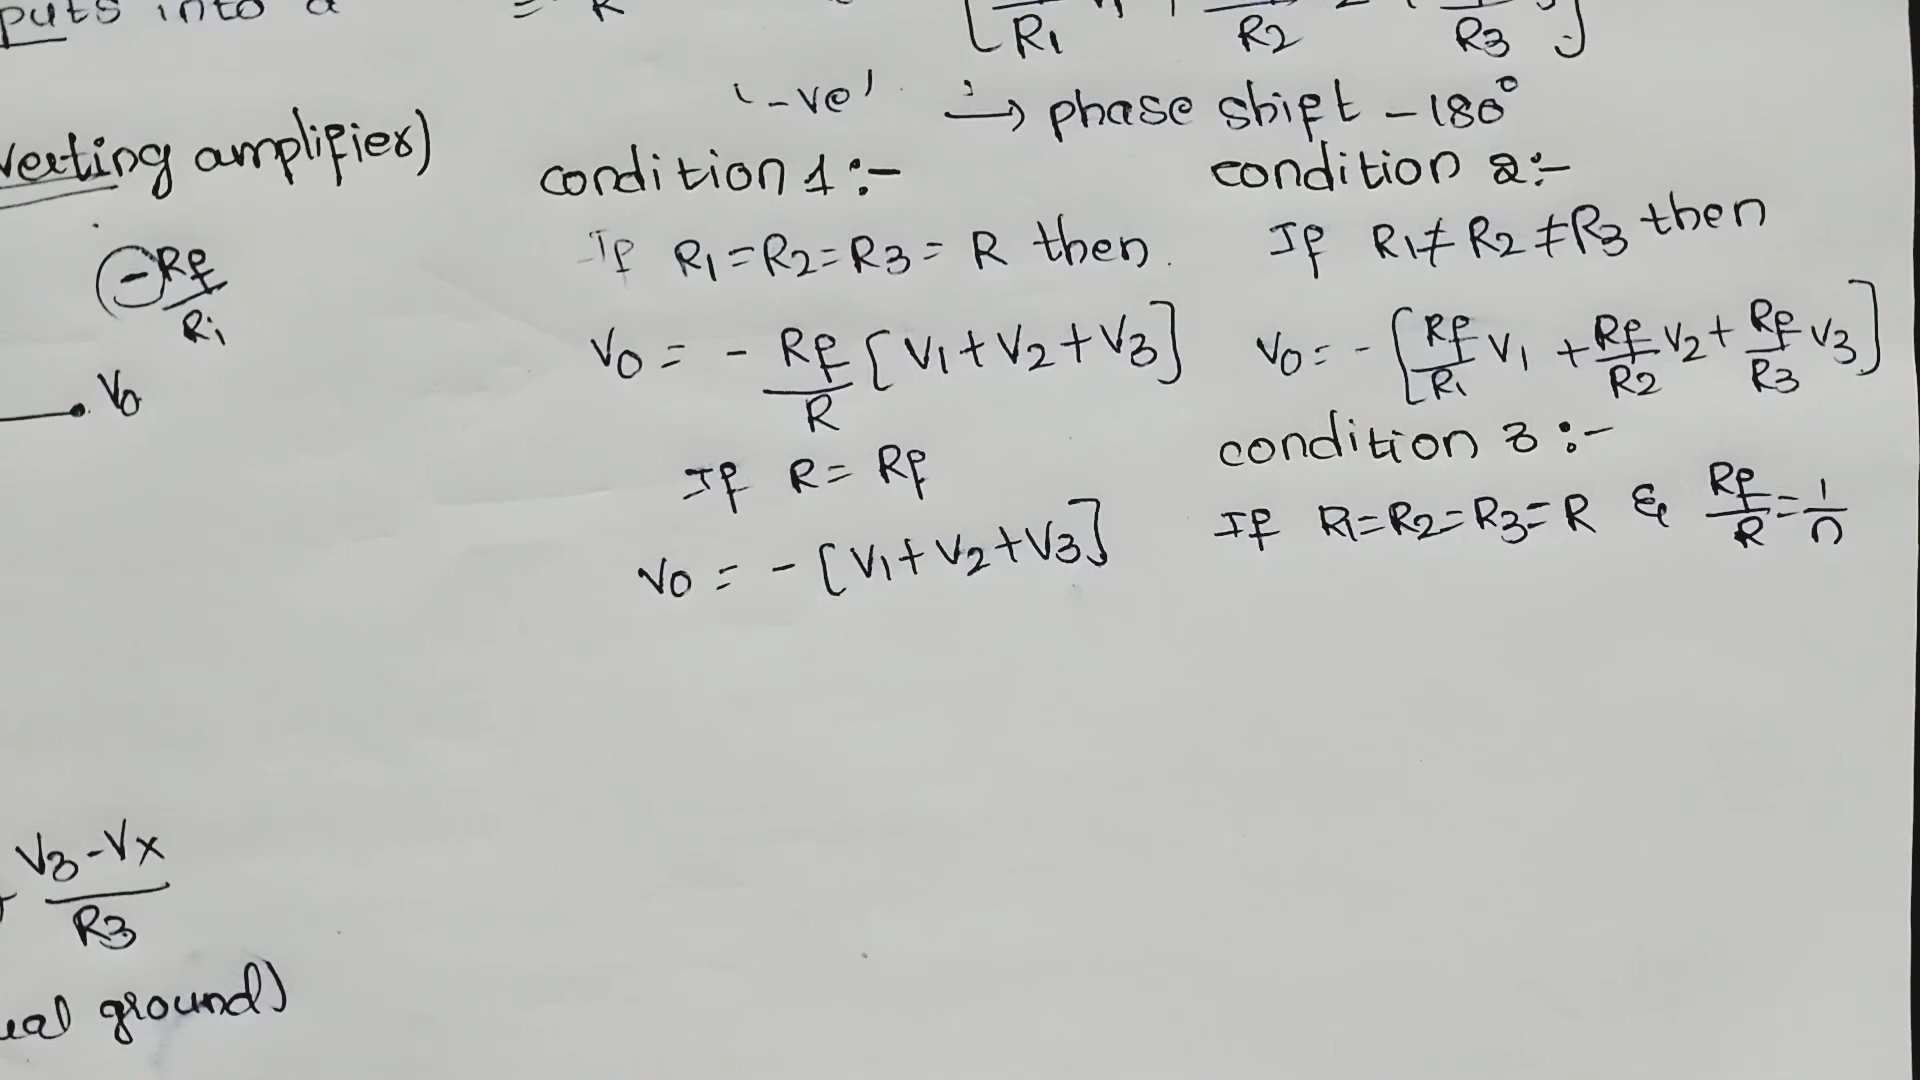 puts into a = R [R1 R2 R3]
'-ve' → phase shift -180°
verting amplifier)
-Rf/Ri
Vo
condition 1 :-
If R1=R2=R3=R then
Vo = - Rf/R [V1+V2+V3]
If R = Rf
Vo = - [V1+V2+V3]
condition 2:-
If R1≠R2≠R3 then
Vo = - [Rf/R1 V1 + Rf/R2 V2 + Rf/R3 V3]
condition 3 :-
If R1=R2=R3=R & Rf/R = 1/n
V3-Vx/R3
ual ground)